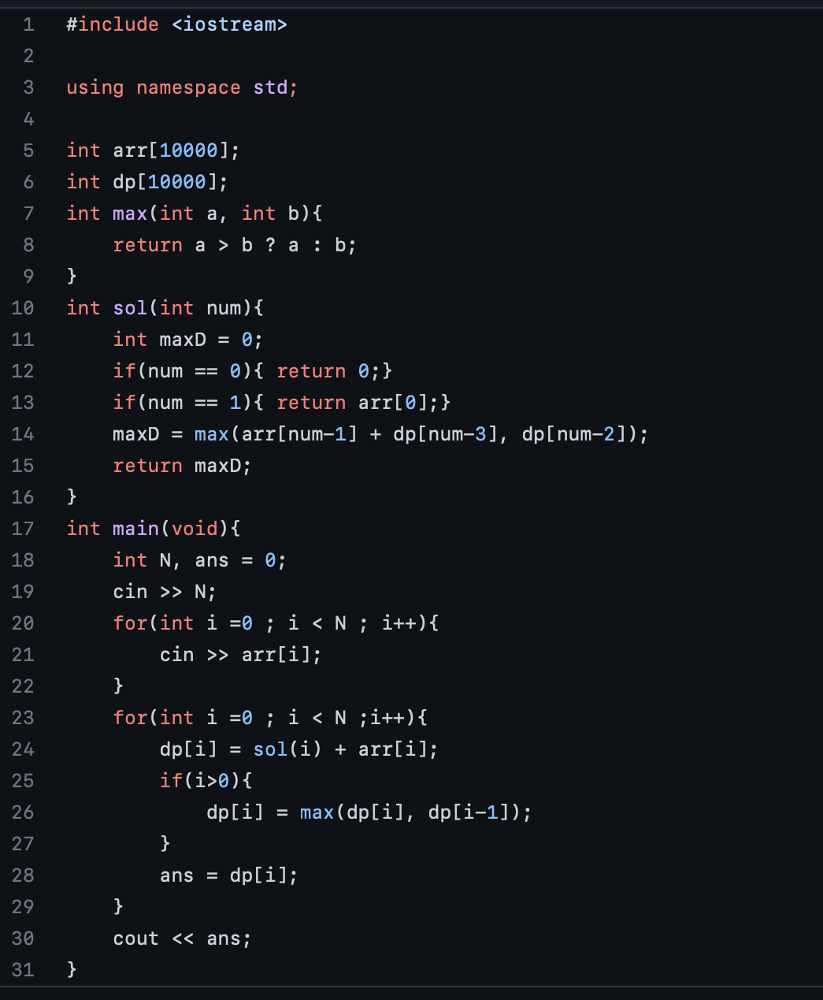 1 #include <iostream>
2
3 using namespace std;
4
5 int arr[10000];
6 int dp[10000];
7 int max(int a, int b){
8     return a > b ? a : b;
9 }
10 int sol(int num){
11     int maxD = 0;
12     if(num == 0){ return 0;}
13     if(num == 1){ return arr[0];}
14     maxD = max(arr[num-1] + dp[num-3], dp[num-2]);
15     return maxD;
16 }
17 int main(void){
18     int N, ans = 0;
19     cin >> N;
20     for(int i =0 ; i < N ; i++){
21         cin >> arr[i];
22     }
23     for(int i =0 ; i < N ;i++){
24         dp[i] = sol(i) + arr[i];
25         if(i>0){
26             dp[i] = max(dp[i], dp[i-1]);
27         }
28         ans = dp[i];
29     }
30     cout << ans;
31 }